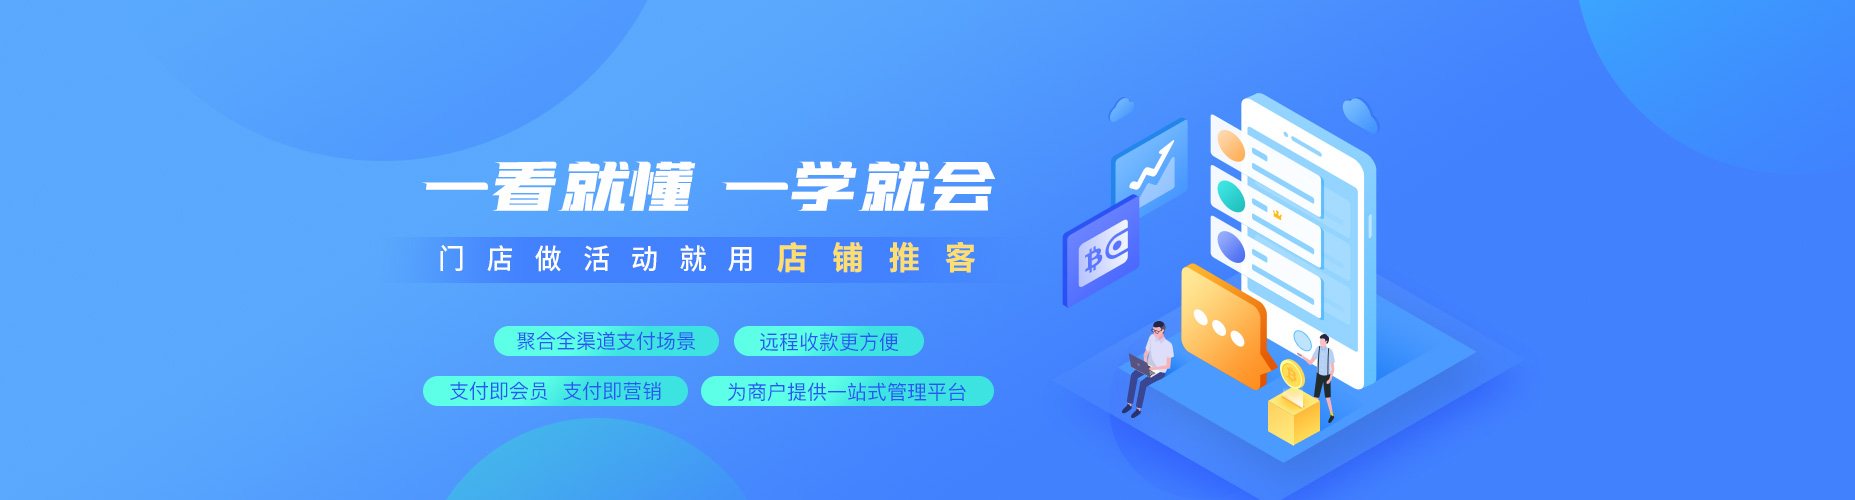 一看就懂 一学就会
门店做活动就用店铺推客
聚合全渠道支付场景
远程收款更方便
支付即会员 支付即营销
为商户提供一站式管理平台